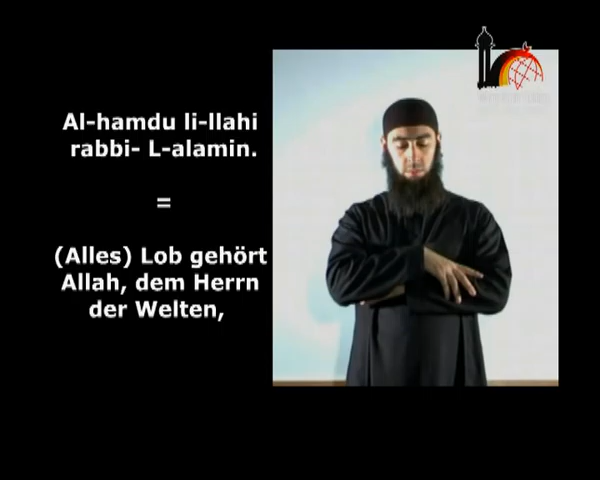 Al-hamdu li-llahi
rabbi- L-alamin.
=
(Alles) Lob gehört
Allah, dem Herrn
der Welten,